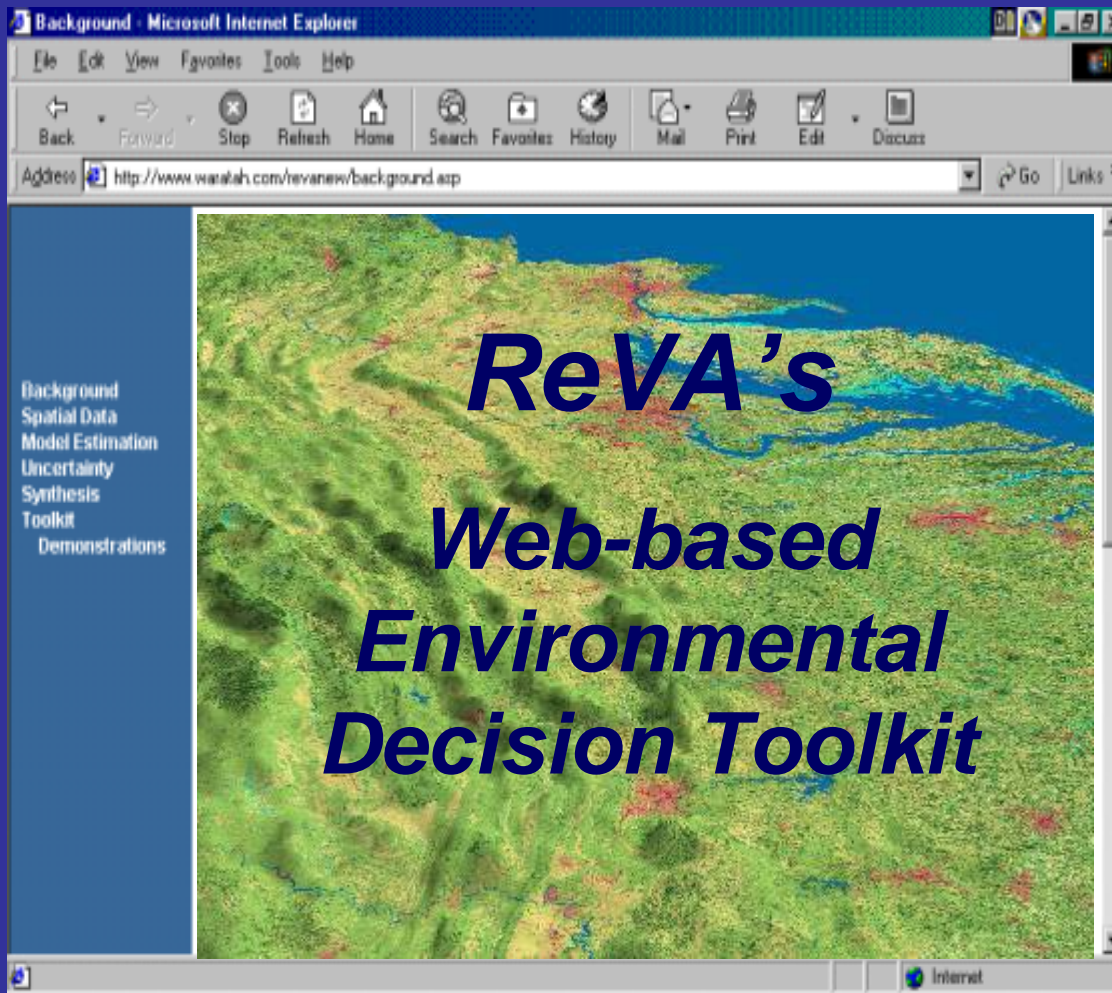 Background - Microsoft Internet Explorer
File Edit View Favorites Tools Help
Back Forward Stop Refresh Home Search Favorites History Mail Print Edit Discuss
Address http://www.waratah.com/revanew/background.asp Go Links
Background
Spatial Data
Model Estimation
Uncertainty
Synthesis
Toolkit
Demonstrations
ReVA's
Web-based
Environmental
Decision Toolkit
Internet